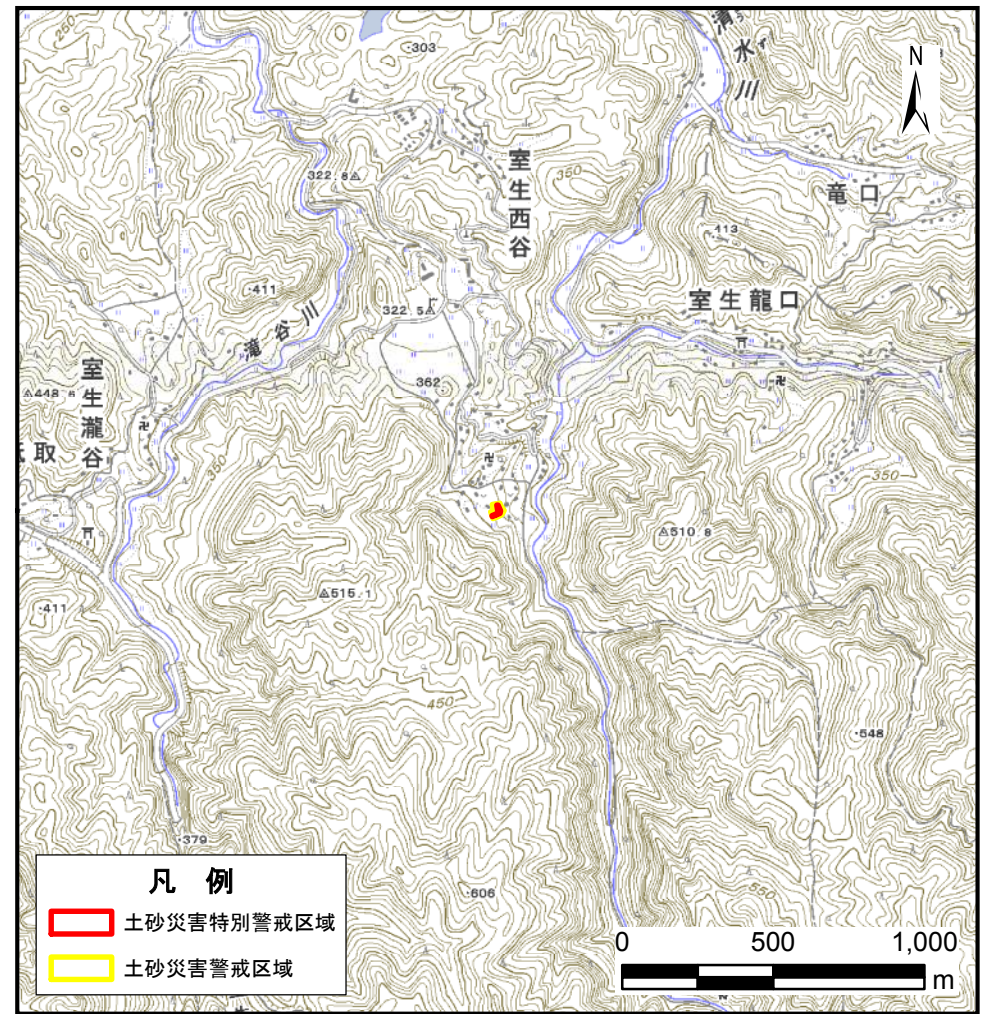 250
・303
清水川
N
室生西谷
350
322.8
竜口
・413
・411
室生龍口
322.5
滝谷川
362
室生瀧谷
448.6
取
350
350
510.8
515.1
・411
450
・548
・379
・606
550
凡 例
土砂災害特別警戒区域
土砂災害警戒区域
0 500 1,000
m